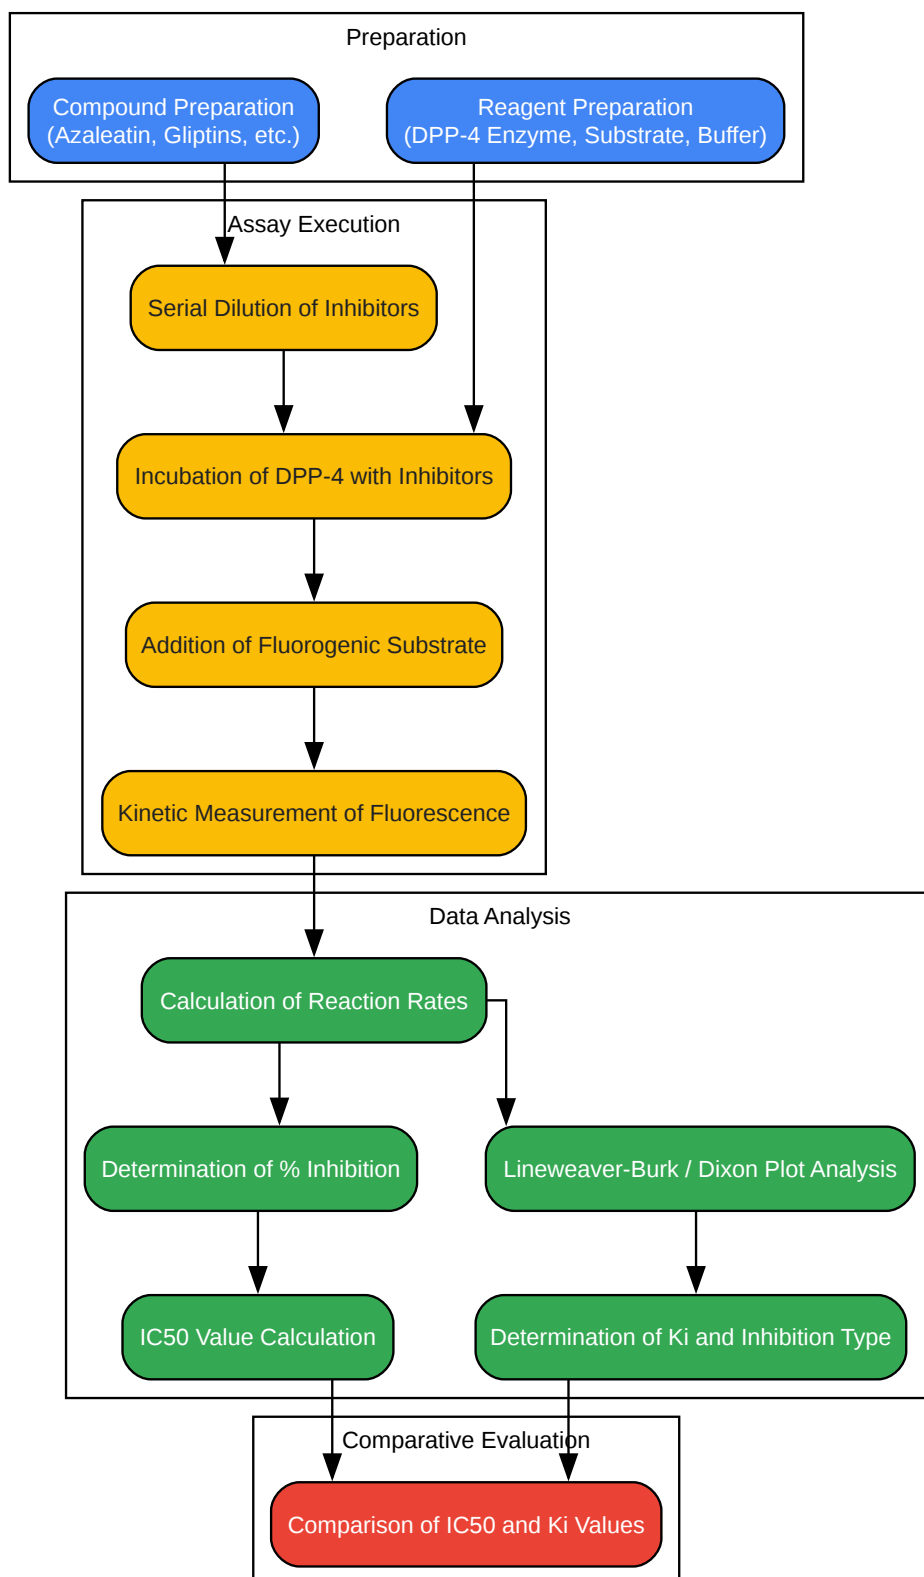 Preparation
Compound Preparation
(Azaleatin, Gliptins, etc.)
Reagent Preparation
(DPP-4 Enzyme, Substrate, Buffer)
Assay Execution
Serial Dilution of Inhibitors
Incubation of DPP-4 with Inhibitors
Addition of Fluorogenic Substrate
Kinetic Measurement of Fluorescence
Data Analysis
Calculation of Reaction Rates
Determination of % Inhibition
Lineweaver-Burk / Dixon Plot Analysis
IC50 Value Calculation
Determination of Ki and Inhibition Type
Comparative Evaluation
Comparison of IC50 and Ki Values